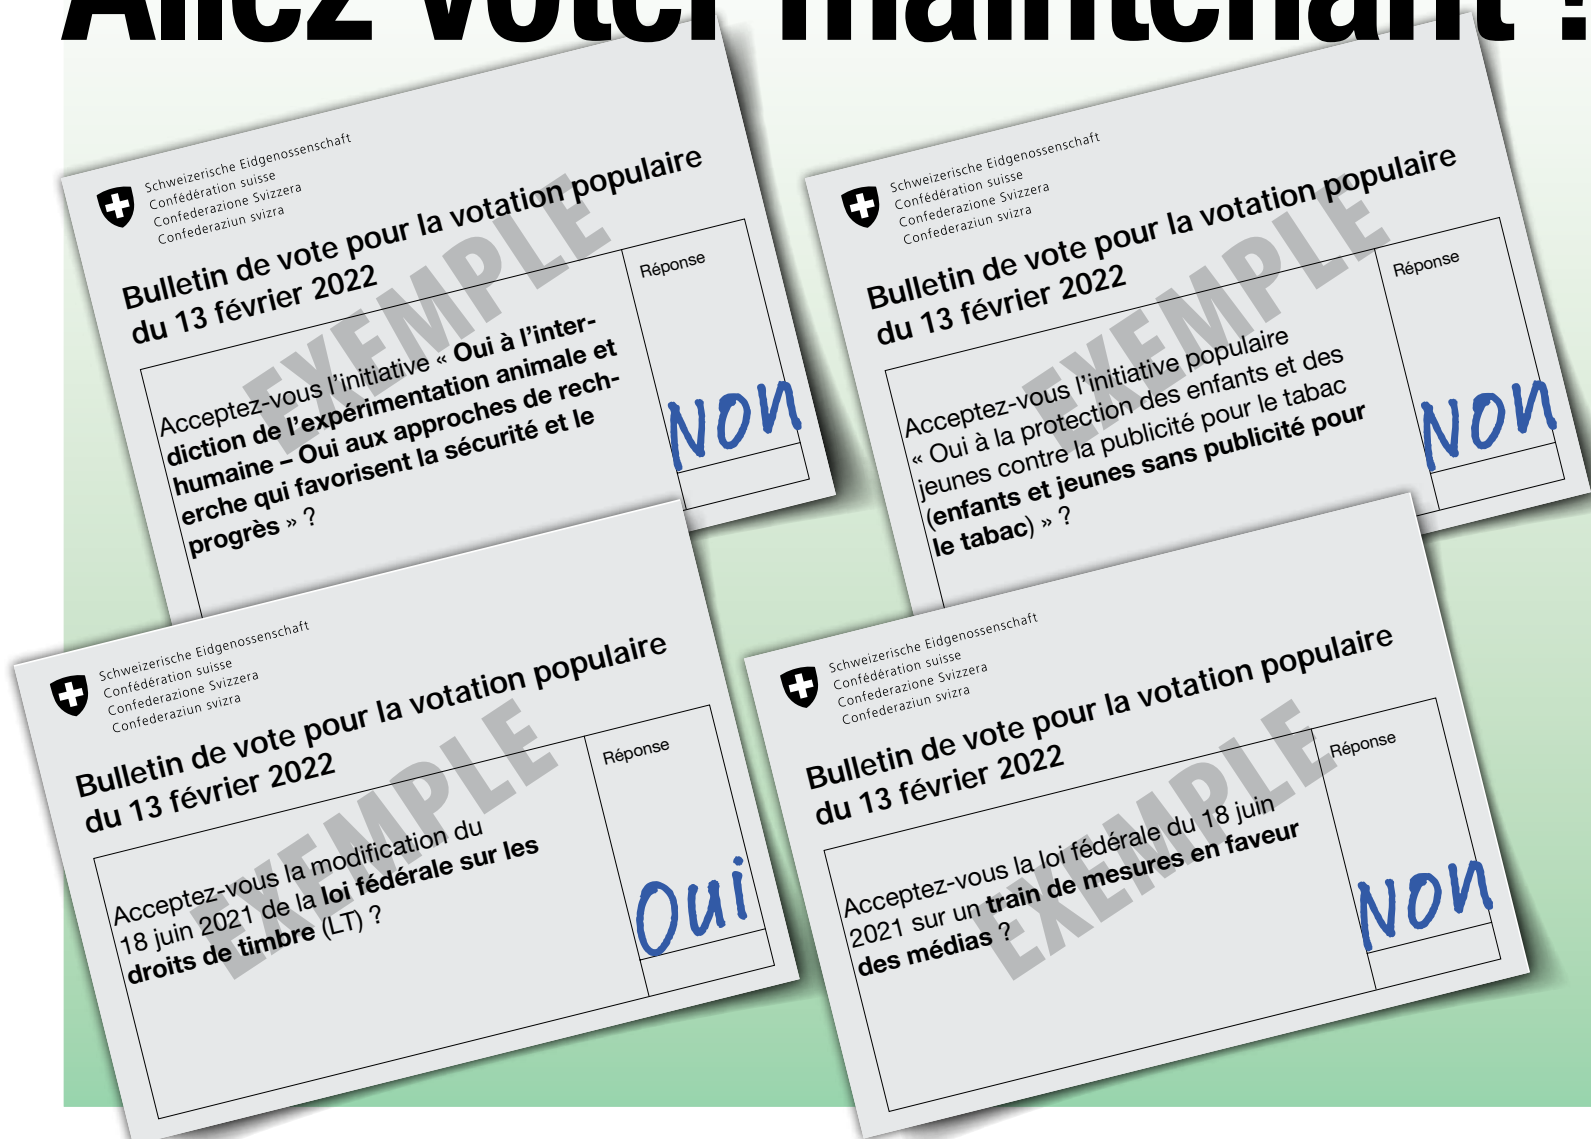 Allez voter maintenant !
Schweizerische Eidgenossenschaft
Confédération suisse
Confederazione Svizzera
Confederaziun svizra
Bulletin de vote pour la votation populaire
du 13 février 2022
EXEMPLE
Acceptez-vous l’initiative « Oui à l’inter-
diction de l’expérimentation animale et
humaine – Oui aux approches de rech-
erche qui favorisent la sécurité et le
progrès » ?
Réponse
Non
Schweizerische Eidgenossenschaft
Confédération suisse
Confederazione Svizzera
Confederaziun svizra
Bulletin de vote pour la votation populaire
du 13 février 2022
EXEMPLE
Acceptez-vous l’initiative populaire
« Oui à la protection des enfants et des
jeunes contre la publicité pour le tabac
(enfants et jeunes sans publicité pour
le tabac) » ?
Réponse
Non
Schweizerische Eidgenossenschaft
Confédération suisse
Confederazione Svizzera
Confederaziun svizra
Bulletin de vote pour la votation populaire
du 13 février 2022
EXEMPLE
Acceptez-vous la modification du
18 juin 2021 de la loi fédérale sur les
droits de timbre (LT) ?
Réponse
Oui
Schweizerische Eidgenossenschaft
Confédération suisse
Confederazione Svizzera
Confederaziun svizra
Bulletin de vote pour la votation populaire
du 13 février 2022
EXEMPLE
Acceptez-vous la loi fédérale du 18 juin
2021 sur un train de mesures en faveur
des médias ?
Réponse
Non